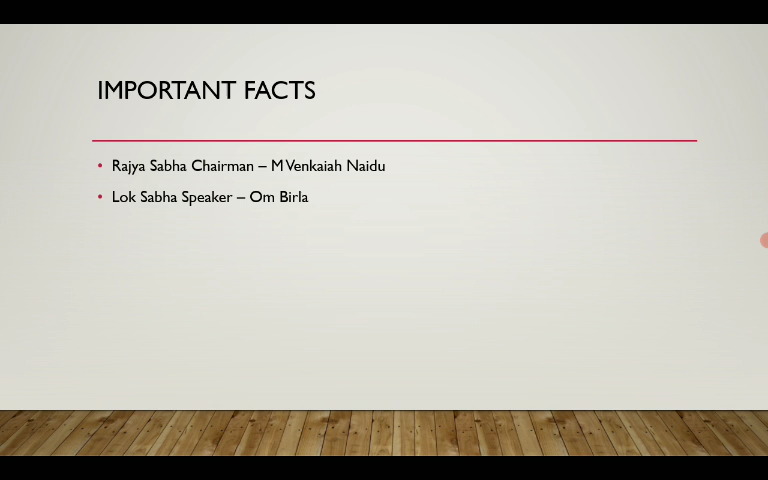 IMPORTANT FACTS
• Rajya Sabha Chairman – M Venkaiah Naidu
• Lok Sabha Speaker – Om Birla